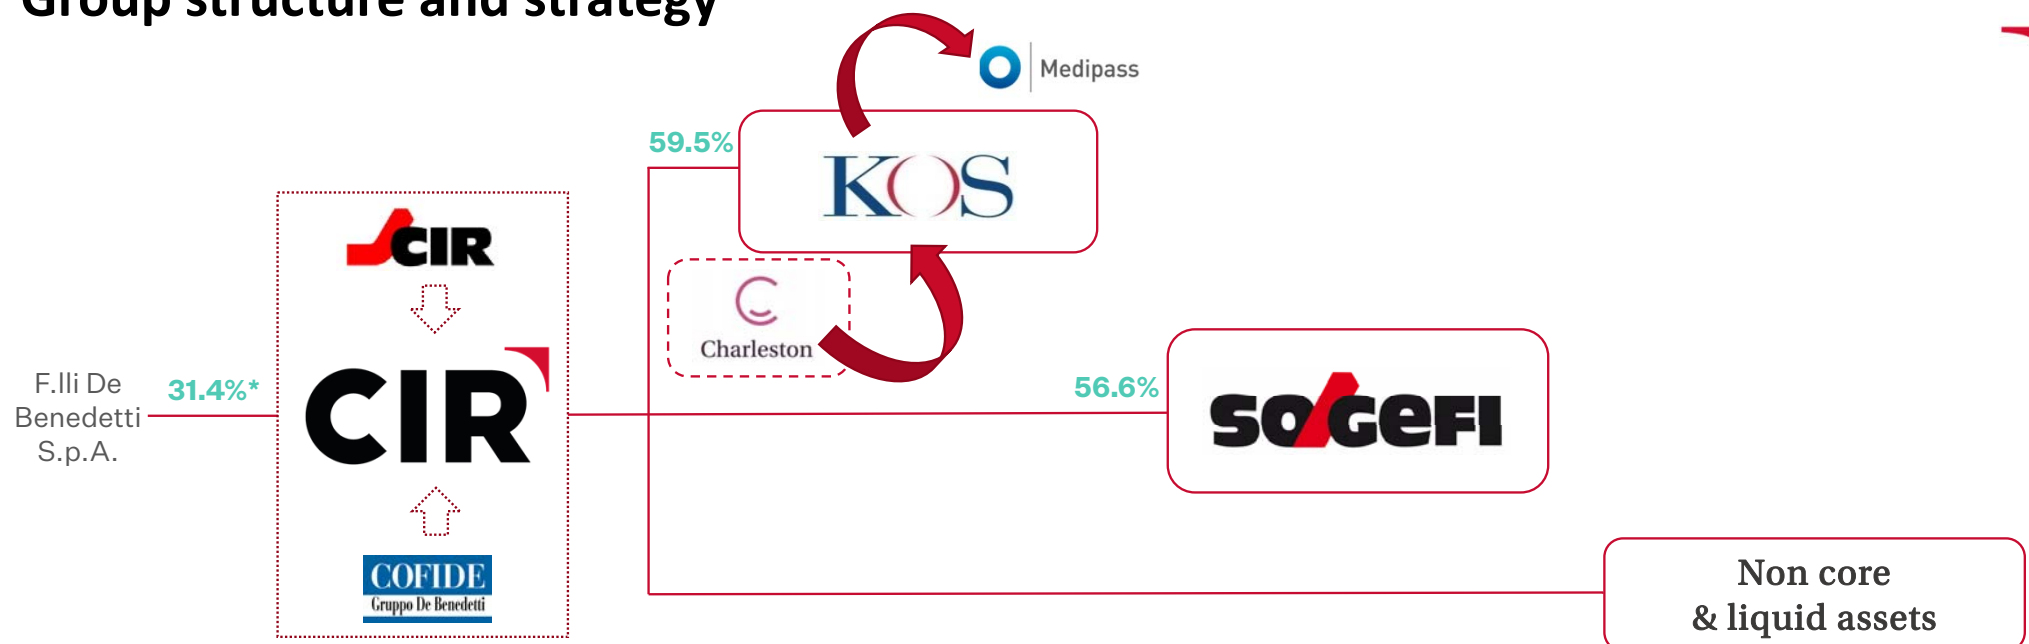 Group structure and strategy
Medipass
59.5%
KOS
CIR
Charleston
F.lli De
Benedetti
S.p.A.
31.4%*
CIR
56.6%
SOGEFI
COFIDE
Gruppo De Benedetti
Non core
& liquid assets